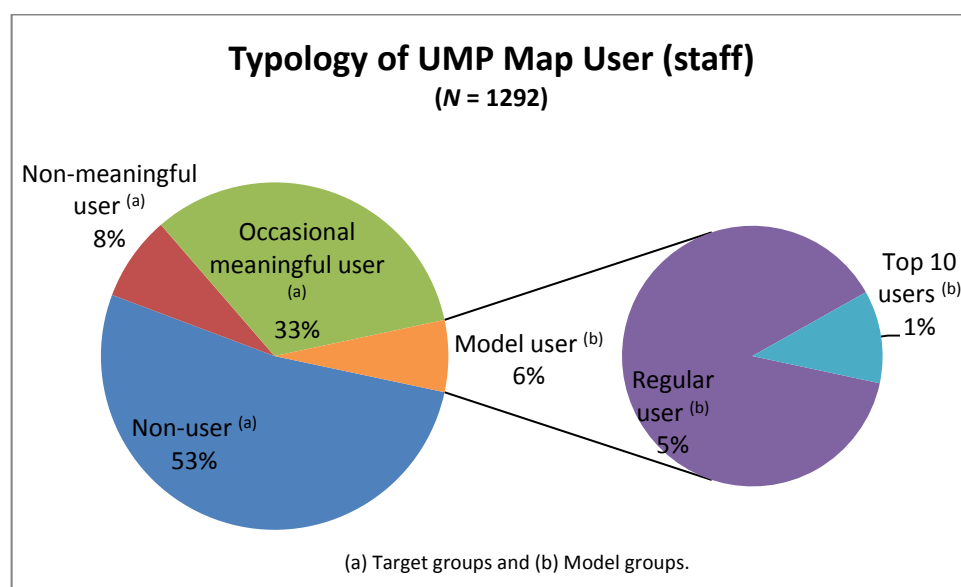 Typology of UMP Map User (staff)
(N = 1292)
Non-meaningful
user (a)
8%
Occasional
meaningful user
(a)
33%
Model user (b)
6%
Non-user (a)
53%
Top 10
users (b)
1%
Regular
user (b)
5%
(a) Target groups and (b) Model groups.